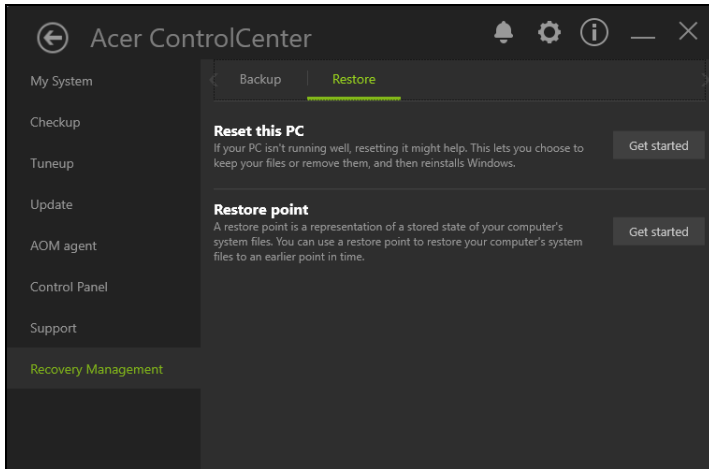 Acer ControlCenter
My System
Checkup
Tuneup
Update
AOM agent
Control Panel
Support
Recovery Management
Backup
Restore
Reset this PC
If your PC isn't running well, resetting it might help. This lets you choose to
keep your files or remove them, and then reinstalls Windows.
Get started
Restore point
A restore point is a representation of a stored state of your computer's
system files. You can use a restore point to restore your computer's system
files to an earlier point in time.
Get started